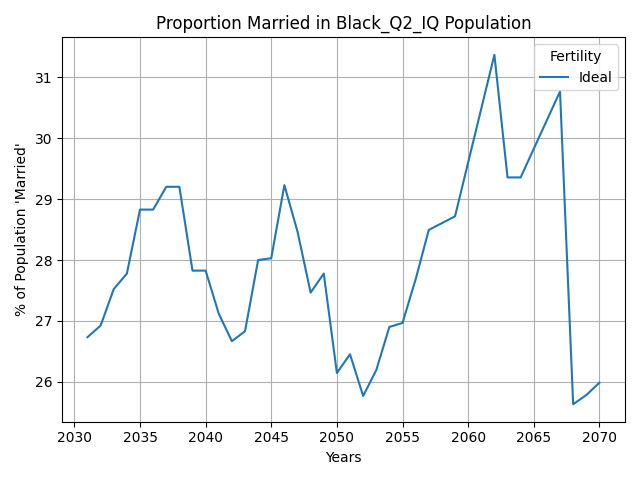 Proportion Married in Black_Q2_IQ Population
Fertility
Ideal
% of Population 'Married'
31
30
29
28
27
26
2030 2035 2040 2045 2050 2055 2060 2065 2070
Years